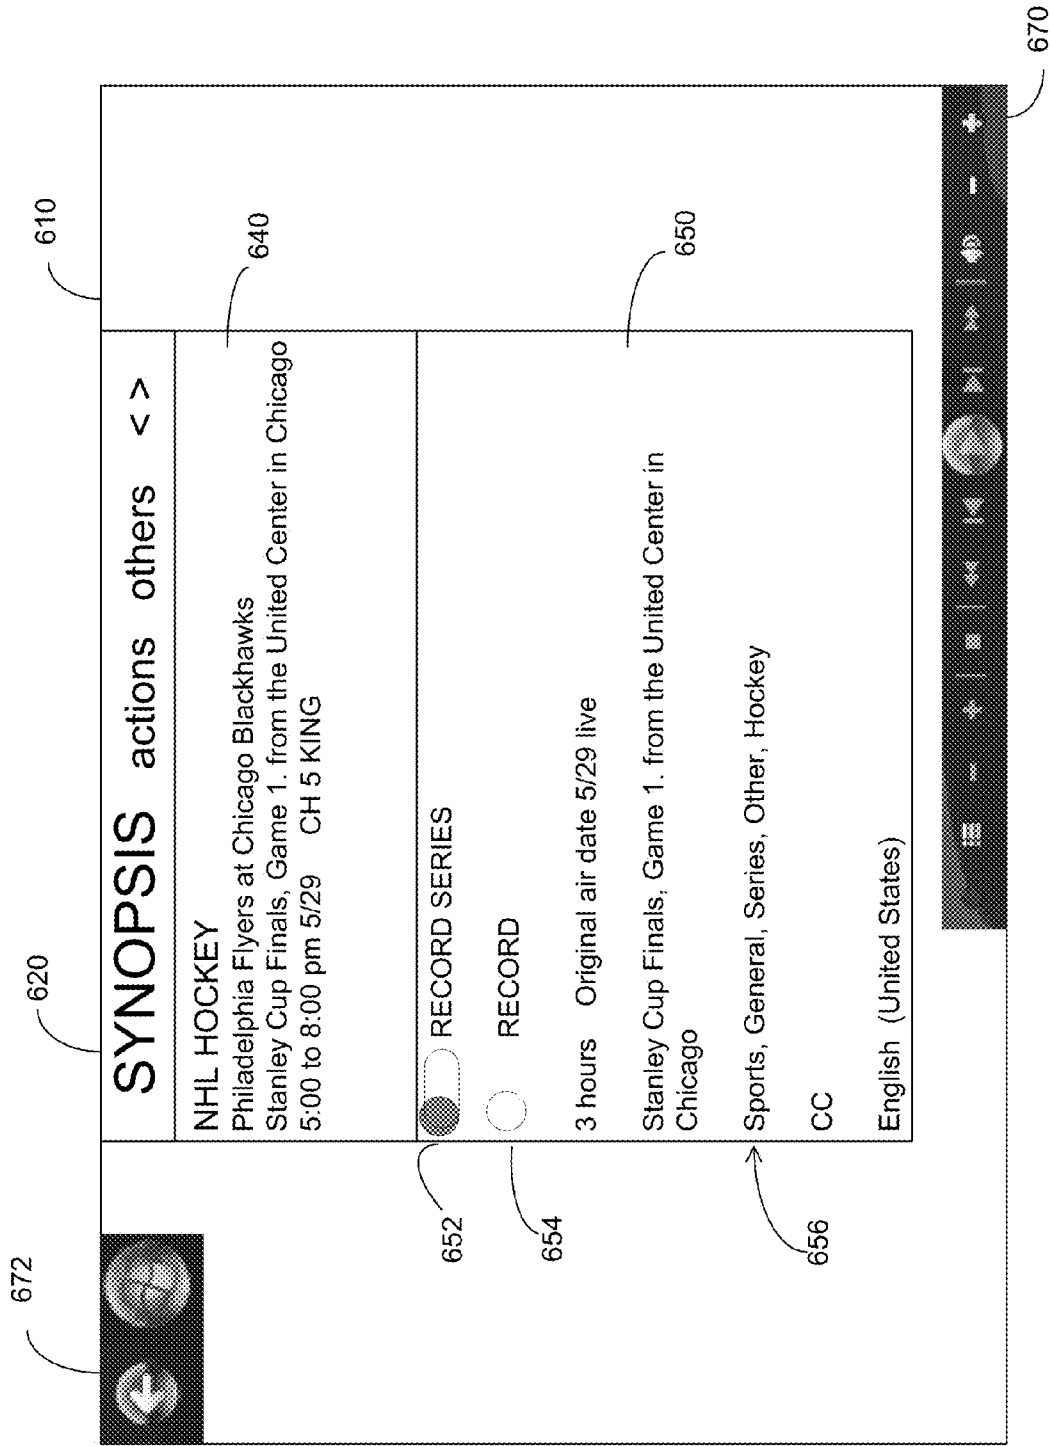 672
620
610
SYNOPSIS actions others < >
640
NHL HOCKEY
Philadelphia Flyers at Chicago Blackhawks
Stanley Cup Finals, Game 1. from the United Center in Chicago
5:00 to 8:00 pm 5/29 CH 5 KING
652
RECORD SERIES
654
RECORD
650
3 hours Original air date 5/29 live
Stanley Cup Finals, Game 1. from the United Center in
Chicago
656
Sports, General, Series, Other, Hockey
CC
English (United States)
670